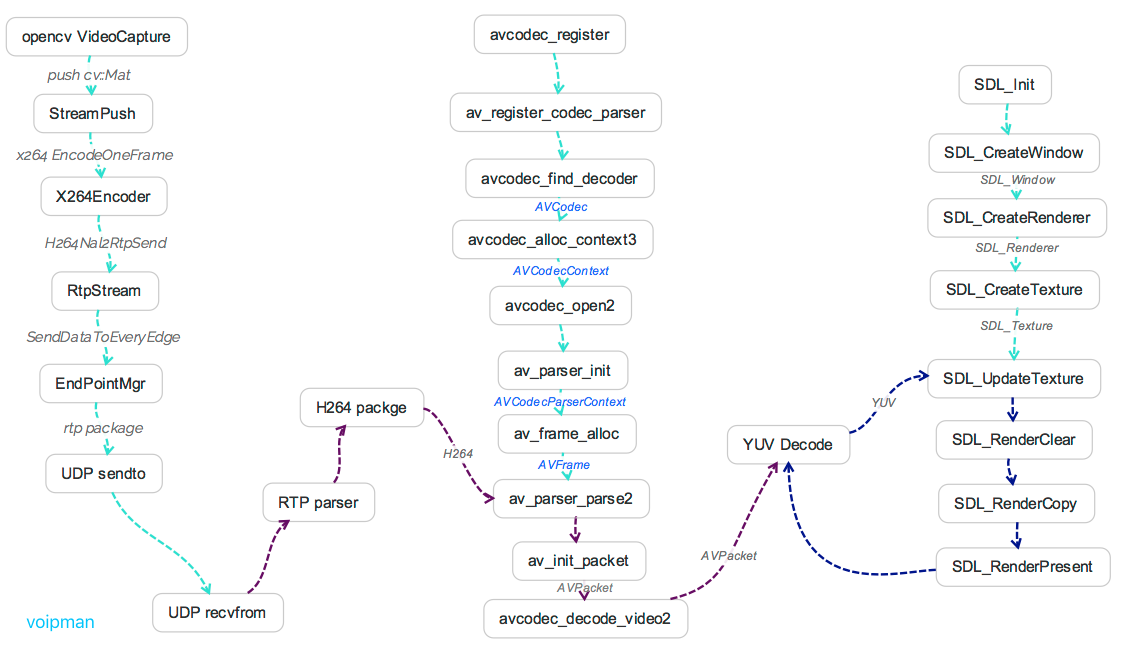 opencv VideoCapture
push cv::Mat
StreamPush
x264 EncodeOneFrame
X264Encoder
H264Nal2RtpSend
RtpStream
SendDataToEveryEdge
EndPointMgr
rtp package
UDP sendto
UDP recvfrom
RTP parser
H264 packge
H264
avcodec_register
av_register_codec_parser
avcodec_find_decoder
AVCodec
avcodec_alloc_context3
AVCodecContext
avcodec_open2
av_parser_init
AVCodecParserContext
av_frame_alloc
AVFrame
av_parser_parse2
av_init_packet
AVPacket
avcodec_decode_video2
AVPacket
YUV Decode
YUV
SDL_Init
SDL_CreateWindow
SDL_Window
SDL_CreateRenderer
SDL_Renderer
SDL_CreateTexture
SDL_Texture
SDL_UpdateTexture
SDL_RenderClear
SDL_RenderCopy
SDL_RenderPresent
voipman